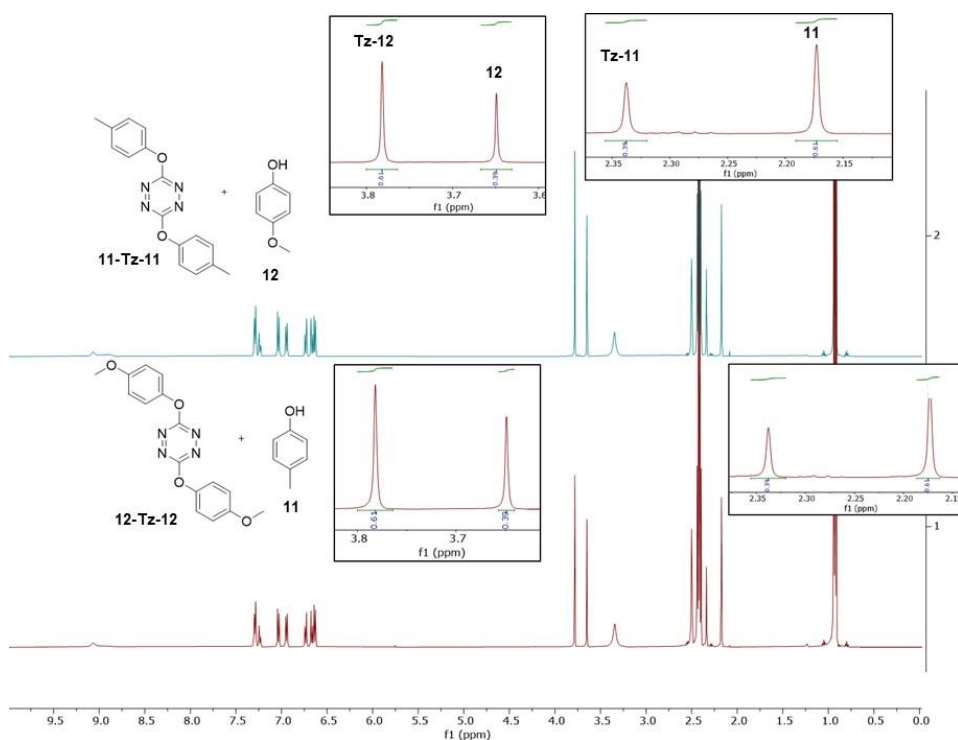 Tz-12
12
0.61
0.39
3.8 3.7 3.6
f1 (ppm)
Tz-11
11
0.39
0.61
2.35 2.30 2.25 2.20 2.15
f1 (ppm)
O
N N
N N
O
11-Tz-11
+
OH
O
12
2
O
O
N N
N N
O
O
12-Tz-12
+
OH
11
0.61
0.39
3.8 3.7
f1 (ppm)
0.61
2.35 2.30 2.25 2.20
f1 (ppm)
1
9.5 9.0 8.5 8.0 7.5 7.0 6.5 6.0 5.5 5.0 4.5 4.0 3.5 3.0 2.5 2.0 1.5 1.0 0.5 0.0
f1 (ppm)